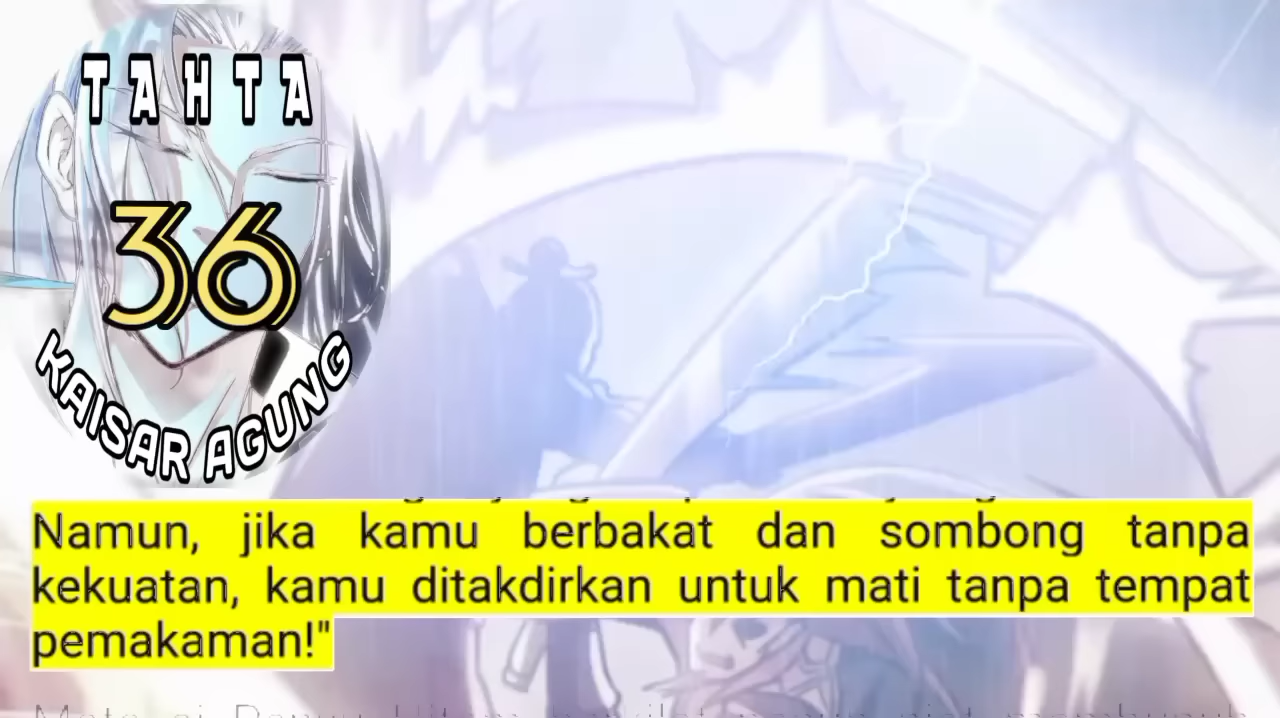 TAHTA
36
KAISAR AGUNG
Namun, jika kamu berbakat dan sombong tanpa
kekuatan, kamu ditakdirkan untuk mati tanpa tempat
pemakaman!"